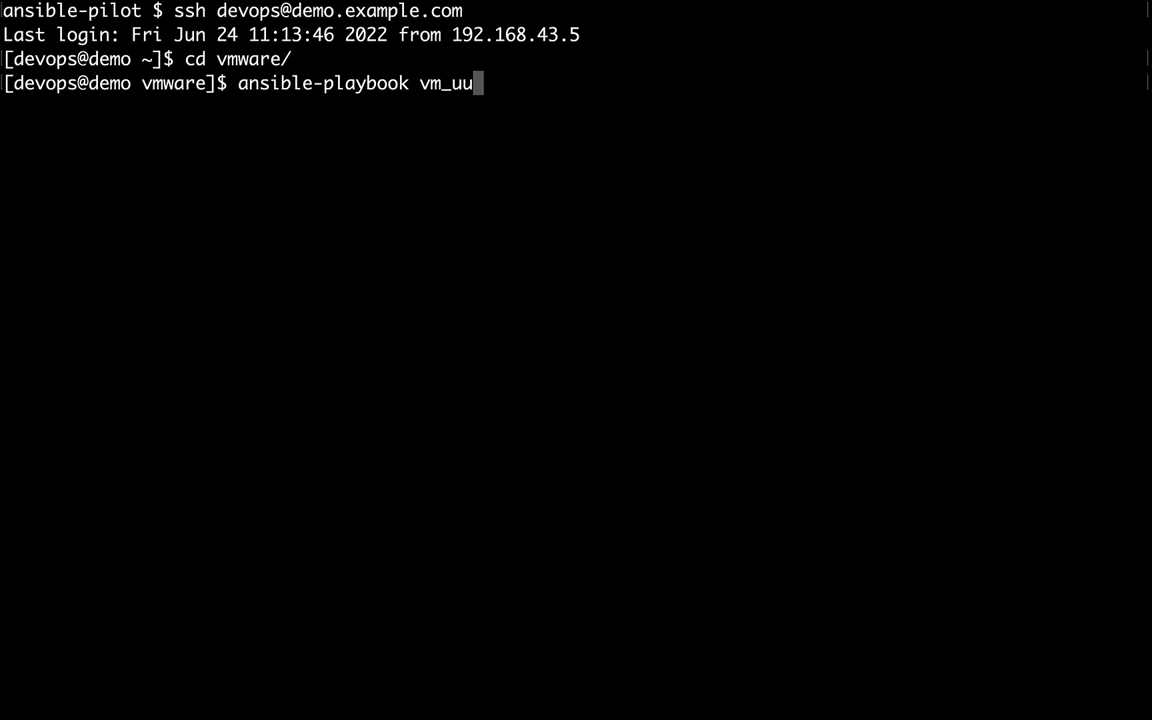 ansible-pilot $ ssh devops@demo.example.com
Last login: Fri Jun 24 11:13:46 2022 from 192.168.43.5
[devops@demo ~]$ cd vmware/
[devops@demo vmware]$ ansible-playbook vm_uu